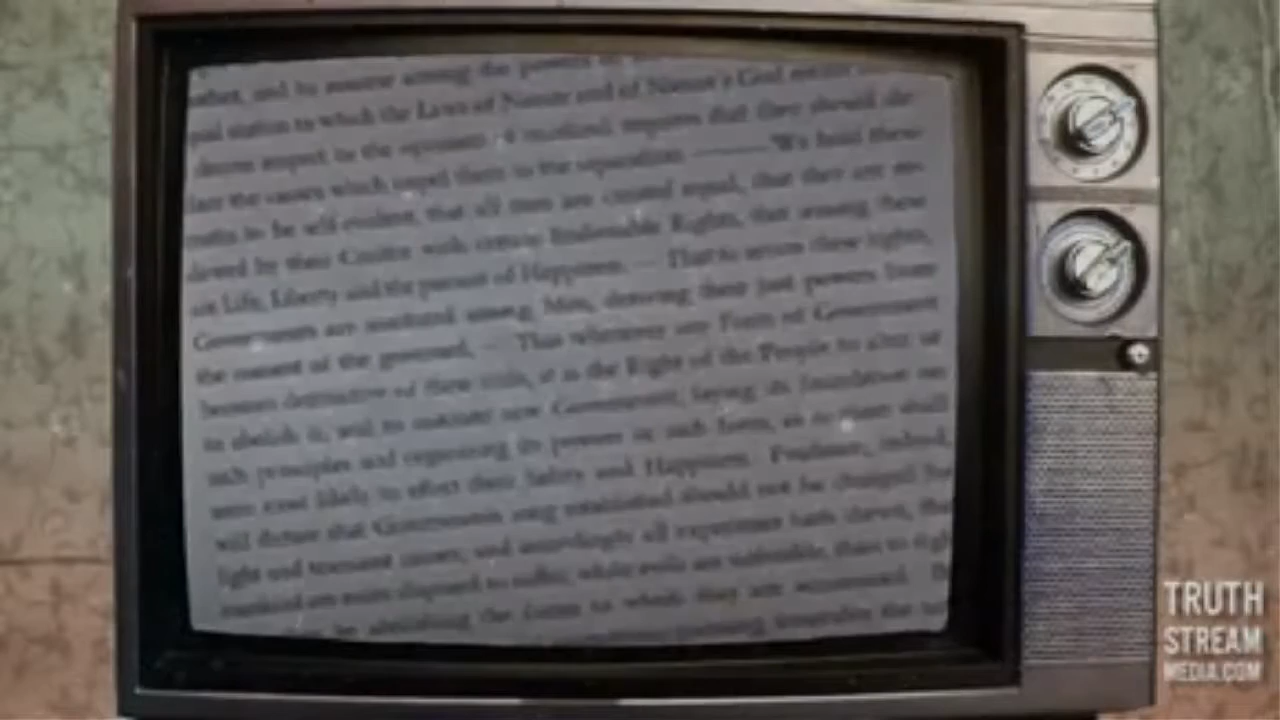 other, and to assume among the powers of
equal station to which the Laws of Nature and of Nature's God entitle
decent respect to the opinions of mankind requires that they should de-
clare the causes which impel them to the separation. ——— We hold these
truths to be self-evident, that all men are created equal, that they are en-
dowed by their Creator with certain Unalienable Rights, that among these
are Life, Liberty and the pursuit of Happiness. — That to secure these rights,
Governments are instituted among Men, deriving their just powers from
the consent of the governed, — That whenever any Form of Government
becomes destructive of these ends, it is the Right of the People to alter or
to abolish it, and to institute new Government, laying its foundation on
such principles and organizing its powers in such form, as to them shall
seem most likely to effect their Safety and Happiness. Prudence, indeed,
will dictate that Governments long established should not be changed for
light and transient causes; and accordingly all experience hath shewn, that
mankind are more disposed to suffer, while evils are sufferable, than to right
by abolishing the forms to which they are accustomed.
TRUTH
STREAM
MEDIA.COM